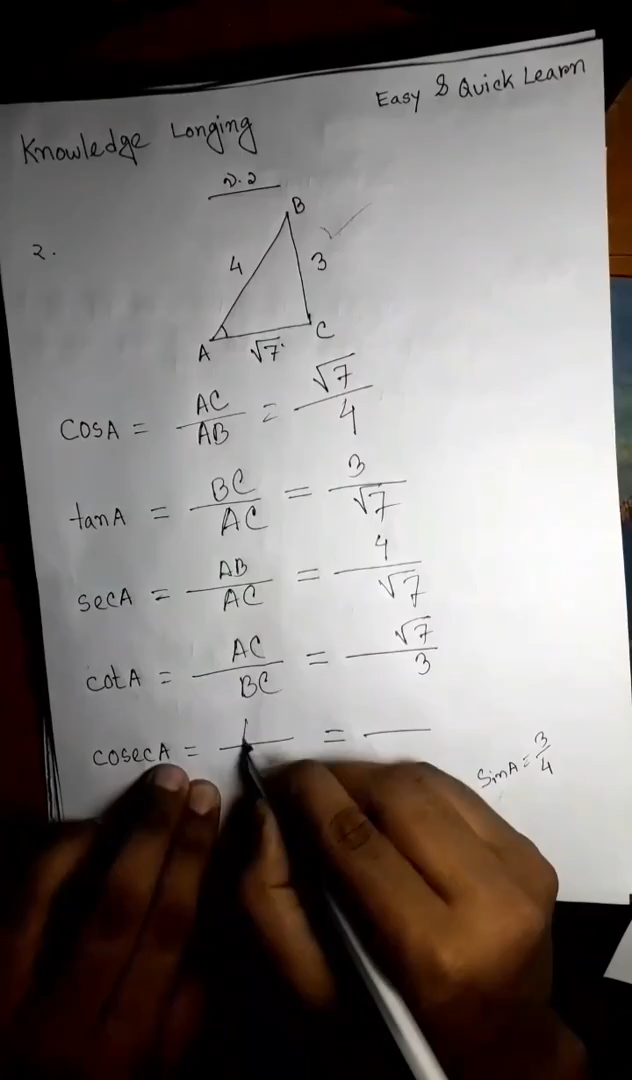 Easy & Quick Learn
Knowledge Longing
2.
B
4
3
A
√7
C
cosA = AC/AB = √7/4
tanA = BC/AC = 3/√7
secA = AB/AC = 4/√7
cotA = AC/BC = √7/3
cosecA = =
sinA = 3/4